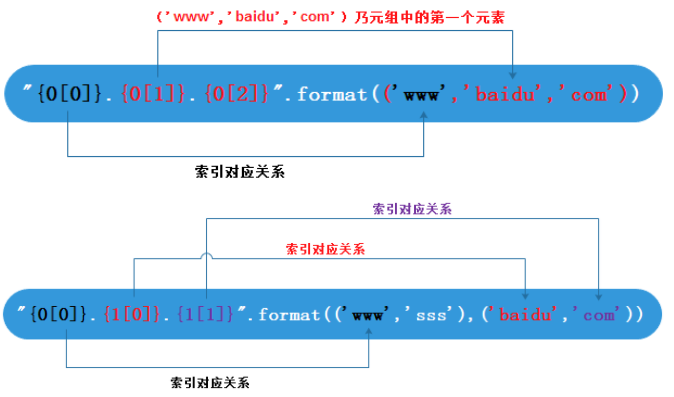 ('www','baidu','com') 乃元组中的第一个元素
"{0[0]}.{0[1]}.{0[2]}".format(('www','baidu','com'))
索引对应关系
索引对应关系
索引对应关系
"{0[0]}.{1[0]}.{1[1]}".format(('www','sss'),('baidu','com'))
索引对应关系